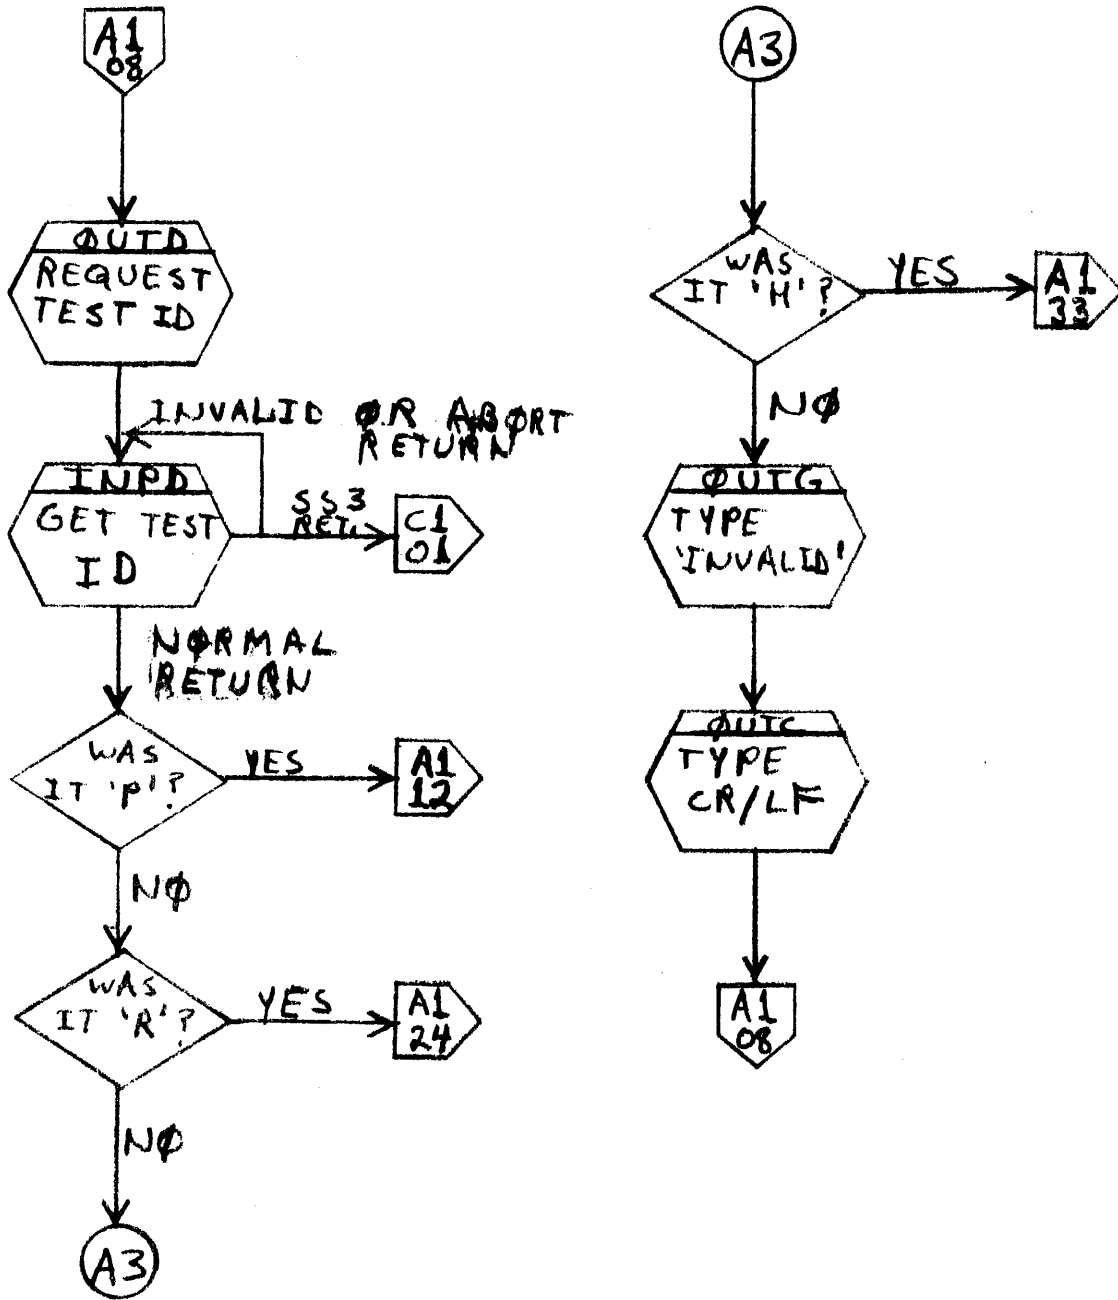 A1
08
ØUTD
REQUEST
TEST ID
INVALID ØR ABØRT
RETURN
INPD
GET TEST
ID
SS3
RET.
C1
01
NØRMAL
RETURN
WAS
IT 'P'?
YES
A1
12
NØ
WAS
IT 'R'?
YES
A1
24
NØ
A3
A3
WAS
IT 'H'?
YES
A1
33
NØ
ØUTG
TYPE
'INVALID'
ØUTC
TYPE
CR/LF
A1
08